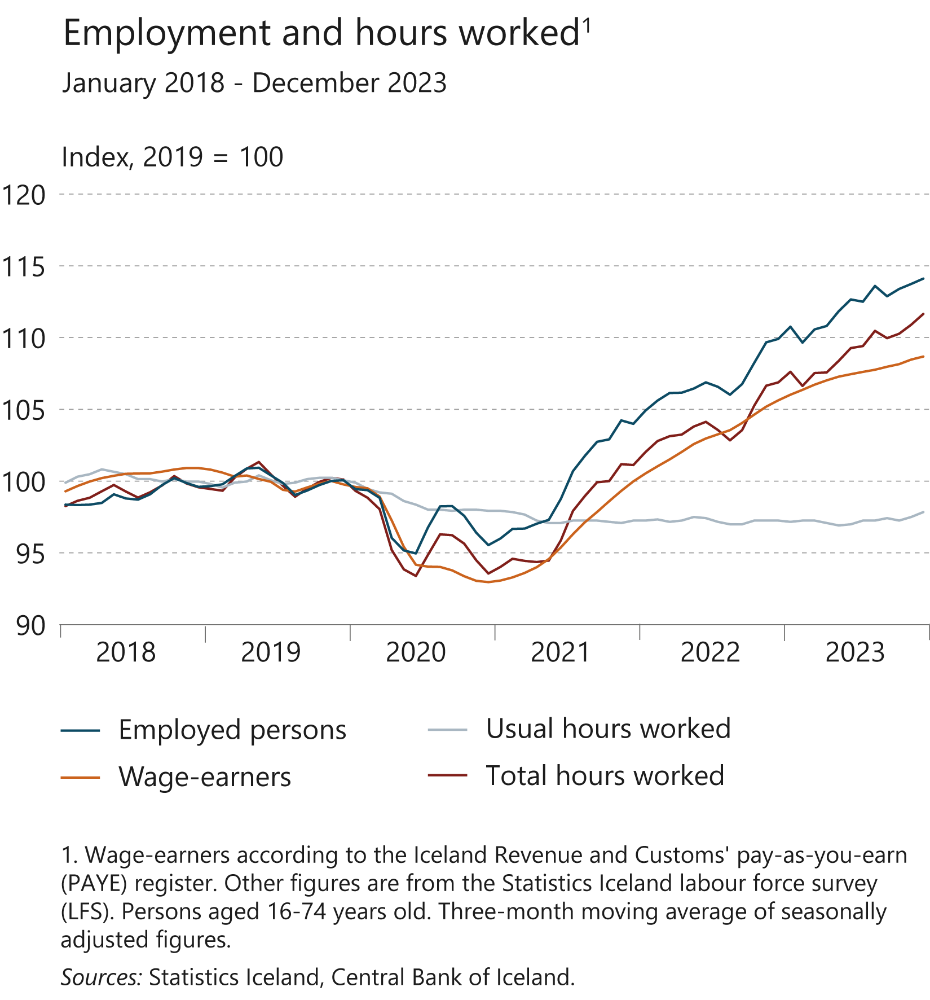 Employment and hours worked¹
January 2018 - December 2023
Index, 2019 = 100
120
115
110
105
100
95
90
2018 2019 2020 2021 2022 2023
Employed persons
Usual hours worked
Wage-earners
Total hours worked
1. Wage-earners according to the Iceland Revenue and Customs' pay-as-you-earn
(PAYE) register. Other figures are from the Statistics Iceland labour force survey
(LFS). Persons aged 16-74 years old. Three-month moving average of seasonally
adjusted figures.
Sources: Statistics Iceland, Central Bank of Iceland.